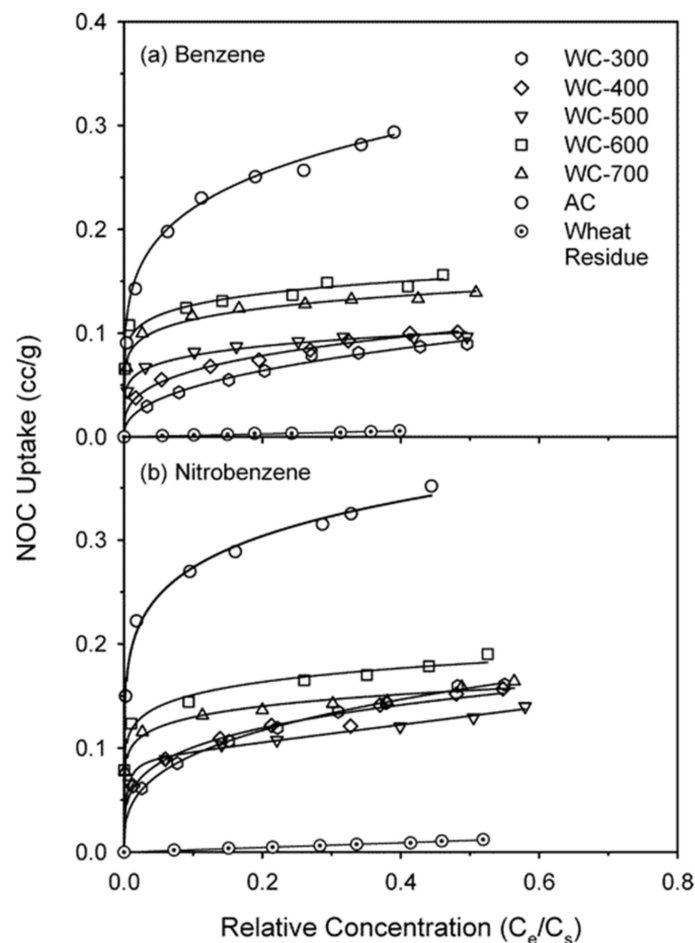 0.4
(a) Benzene
WC-300
WC-400
WC-500
WC-600
WC-700
AC
Wheat
Residue
0.3
0.2
0.1
0.0
(b) Nitrobenzene
0.3
0.2
0.1
0.0
0.0
0.2
0.4
0.6
0.8
NOC Uptake (cc/g)
Relative Concentration (Ce/Cs)